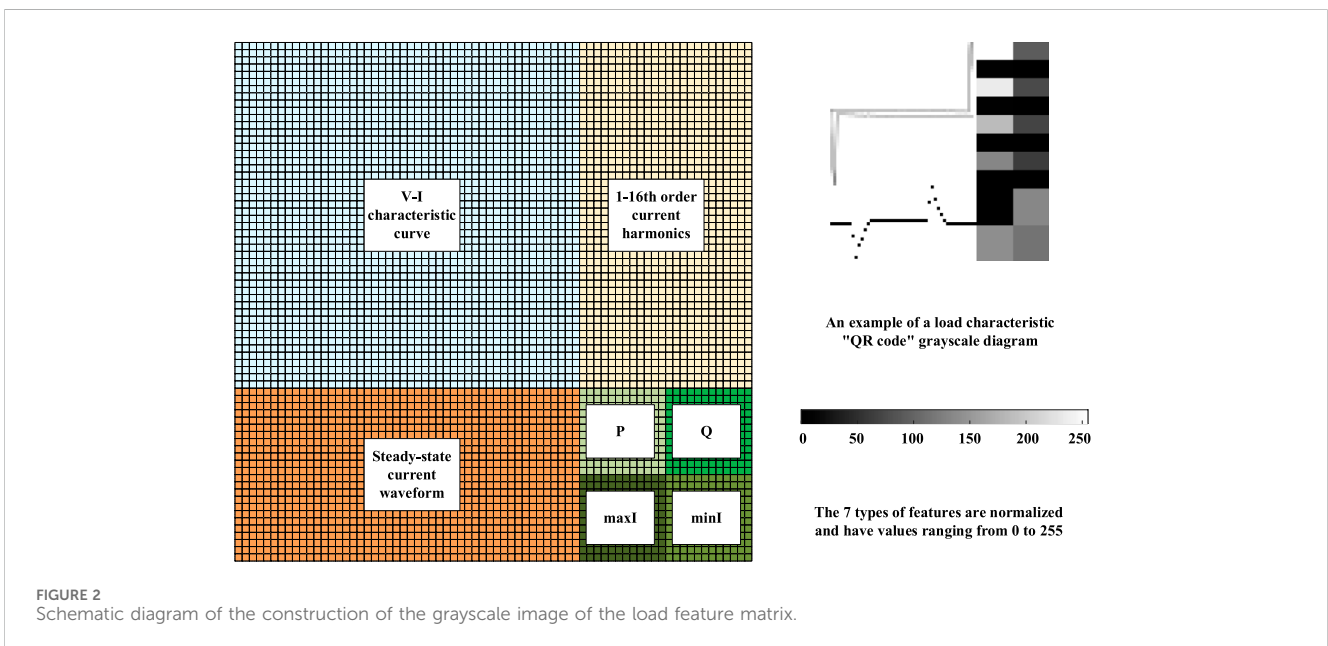 V-I
characteristic
curve
1-16th order
current
harmonics
Steady-state
current
waveform
P
Q
maxI
minI
An example of a load characteristic
"QR code" grayscale diagram
0 50 100 150 200 250
The 7 types of features are normalized
and have values ranging from 0 to 255
FIGURE 2
Schematic diagram of the construction of the grayscale image of the load feature matrix.